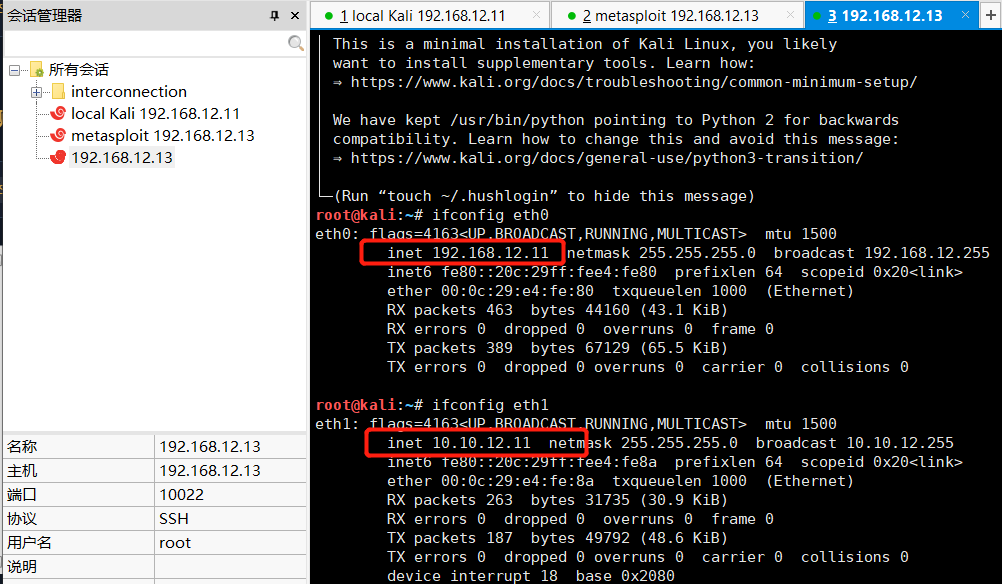 会话管理器
所有会话
interconnection
local Kali 192.168.12.11
metasploit 192.168.12.13
192.168.12.13
名称 192.168.12.13
主机 192.168.12.13
端口 10022
协议 SSH
用户名 root
说明
1 local Kali 192.168.12.11 × 2 metasploit 192.168.12.13 × 3 192.168.12.13 × +
This is a minimal installation of Kali Linux, you likely
want to install supplementary tools. Learn how:
⇒ https://www.kali.org/docs/troubleshooting/common-minimum-setup/
We have kept /usr/bin/python pointing to Python 2 for backwards
compatibility. Learn how to change this and avoid this message:
⇒ https://www.kali.org/docs/general-use/python3-transition/
(Run “touch ~/.hushlogin” to hide this message)
root@kali:~# ifconfig eth0
eth0: flags=4163<UP,BROADCAST,RUNNING,MULTICAST> mtu 1500
inet 192.168.12.11 netmask 255.255.255.0 broadcast 192.168.12.255
inet6 fe80::20c:29ff:fee4:fe80 prefixlen 64 scopeid 0x20<link>
ether 00:0c:29:e4:fe:80 txqueuelen 1000 (Ethernet)
RX packets 463 bytes 44160 (43.1 KiB)
RX errors 0 dropped 0 overruns 0 frame 0
TX packets 389 bytes 67129 (65.5 KiB)
TX errors 0 dropped 0 overruns 0 carrier 0 collisions 0
root@kali:~# ifconfig eth1
eth1: flags=4163<UP,BROADCAST,RUNNING,MULTICAST> mtu 1500
inet 10.10.12.11 netmask 255.255.255.0 broadcast 10.10.12.255
inet6 fe80::20c:29ff:fee4:fe8a prefixlen 64 scopeid 0x20<link>
ether 00:0c:29:e4:fe:8a txqueuelen 1000 (Ethernet)
RX packets 263 bytes 31735 (30.9 KiB)
RX errors 0 dropped 0 overruns 0 frame 0
TX packets 187 bytes 49792 (48.6 KiB)
TX errors 0 dropped 0 overruns 0 carrier 0 collisions 0
device interrupt 18 base 0x2080